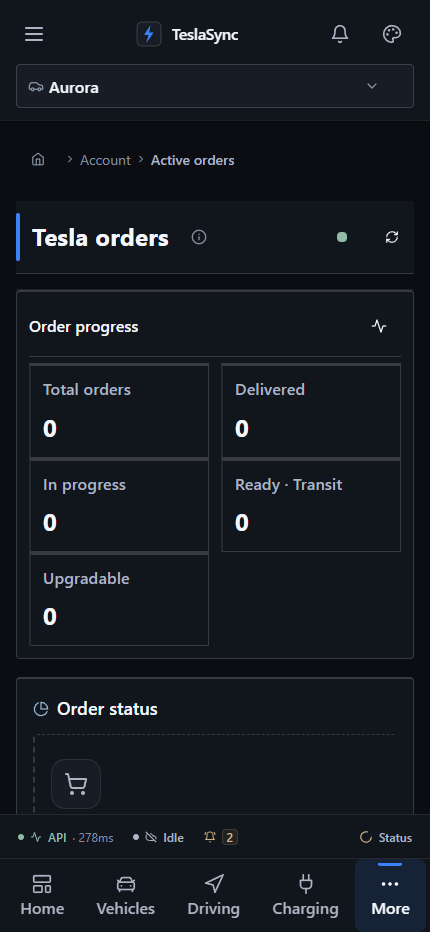 TeslaSync
Aurora
Account > Active orders
Tesla orders
Order progress
Total orders
0
Delivered
0
In progress
0
Ready · Transit
0
Upgradable
0
Order status
API · 278ms
Idle
2
Status
Home
Vehicles
Driving
Charging
More